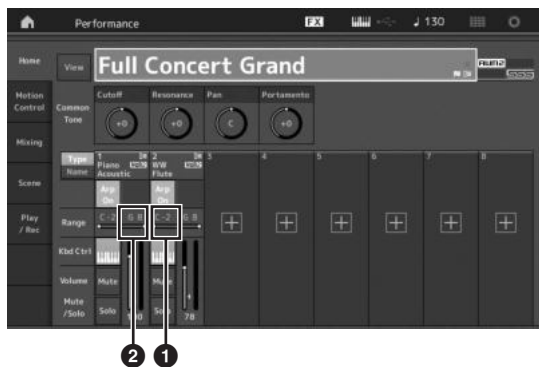 Performance FX 130
Home View Full Concert Grand AWM2
Motion Control
Common Tone
Cutoff Resonance Pan Portamento
+0 +0 C +0
Mixing
Type 1 2 3 4 5 6 7 8
Name Piano Acoustic WW Flute
Scene
Arp On Arp On
Play / Rec
Range C -2 G 8 C -2 G 8
Kbd Ctrl
Volume Mute Mute
Mute /Solo Solo 78
2 1